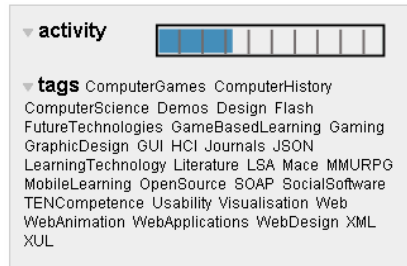 activity
tags ComputerGames ComputerHistory
ComputerScience Demos Design Flash
FutureTechnologies GameBasedLearning Gaming
GraphicDesign GUI HCI Journals JSON
LearningTechnology Literature LSA Mace MMURPG
MobileLearning OpenSource SOAP SocialSoftware
TENCompetence Usability Visualisation Web
WebAnimation WebApplications WebDesign XML
XUL